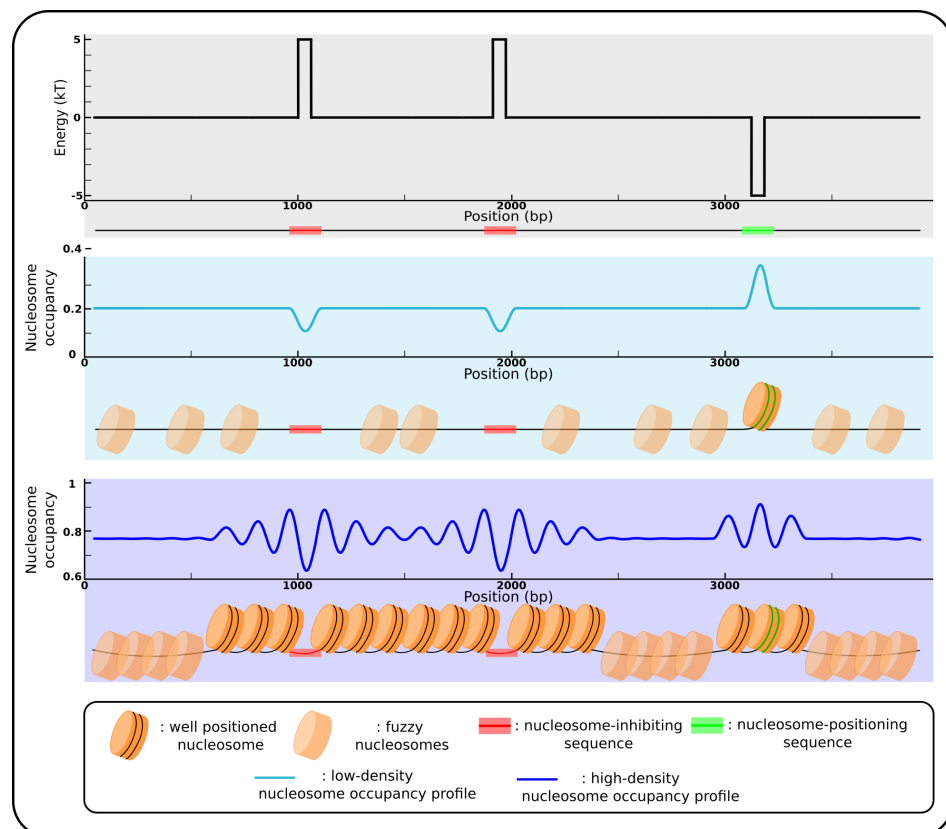 5
Energy (kT)
0
-5
1000
2000
3000
Position (bp)
0.4
Nucleosome
occupancy
0.2
0
0
1000
2000
3000
Position (bp)
1
Nucleosome
occupancy
0.8
0.6
0
1000
2000
3000
Position (bp)
: well positioned
nucleosome
: fuzzy
nucleosomes
: nucleosome-inhibiting
sequence
: nucleosome-positioning
sequence
: low-density
nucleosome occupancy profile
: high-density
nucleosome occupancy profile